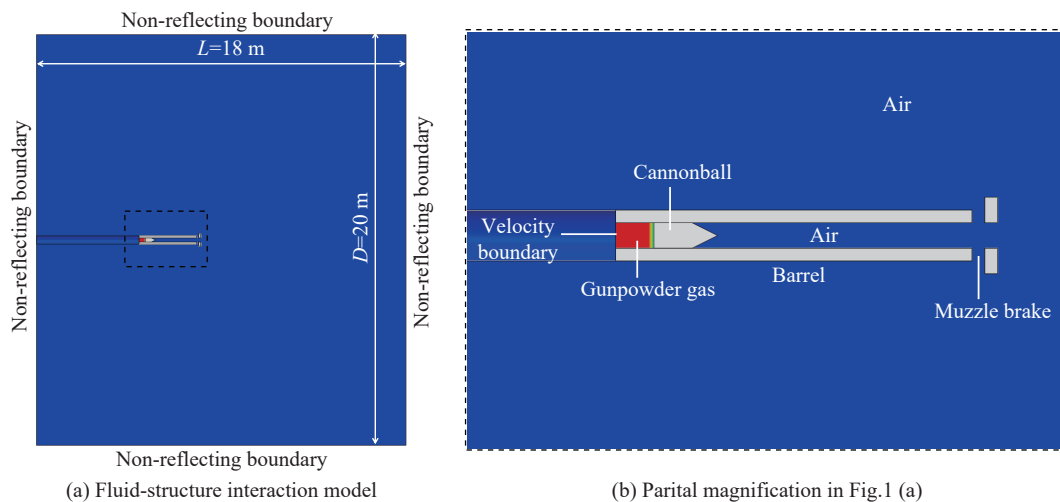 Non-reflecting boundary
L=18 m
Non-reflecting boundary
D=20 m
Non-reflecting boundary
Non-reflecting boundary
(a) Fluid-structure interaction model
Air
Cannonball
Velocity
boundary
Air
Gunpowder gas
Barrel
Muzzle brake
(b) Parital magnification in Fig.1 (a)